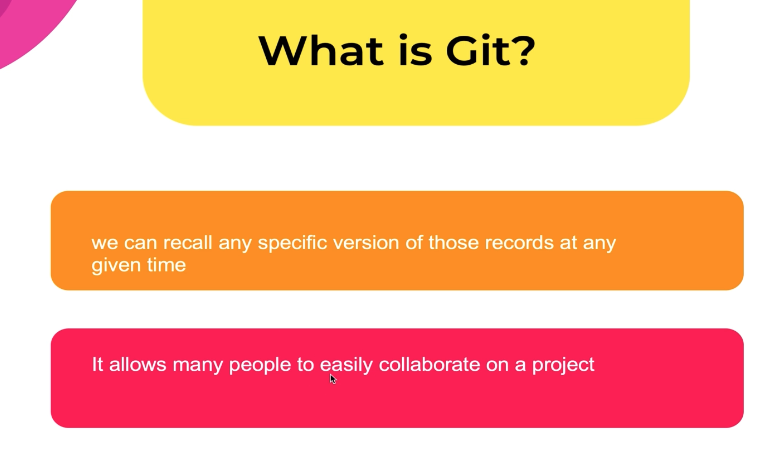 What is Git?
we can recall any specific version of those records at any
given time
It allows many people to easily collaborate on a project